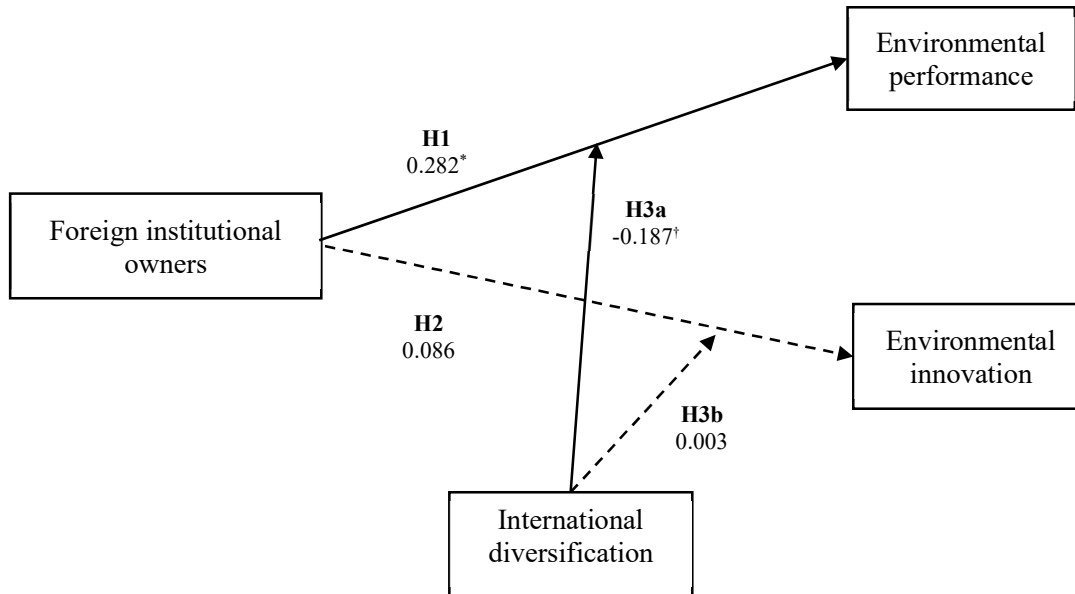 Environmental
performance
H1
0.282*
H3a
-0.187†
Foreign institutional
owners
H2
0.086
Environmental
innovation
H3b
0.003
International
diversification